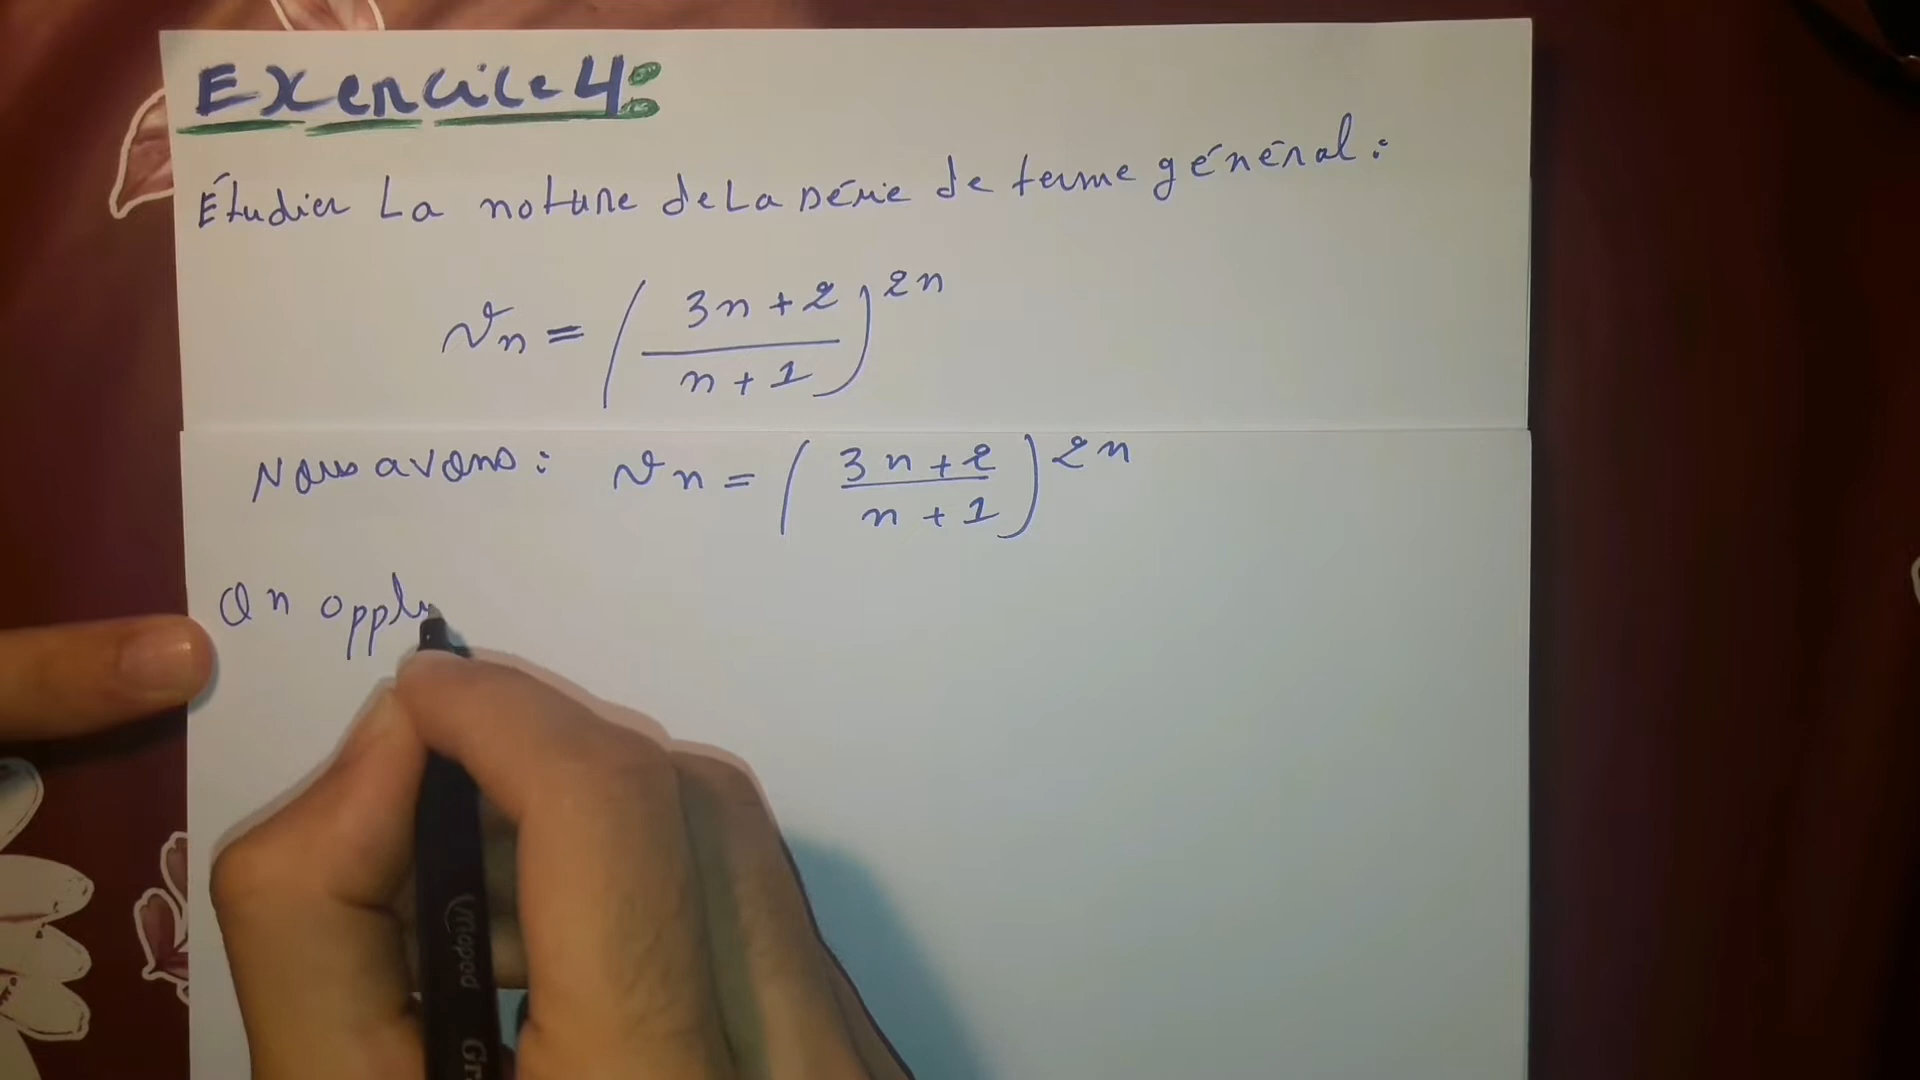 Exercice 4:
Étudier La nature de La série de terme général:
vn = ( 3n+2 / n+1 )^2n
Nous avons: vn = ( 3n+2 / n+1 )^2n
On appl